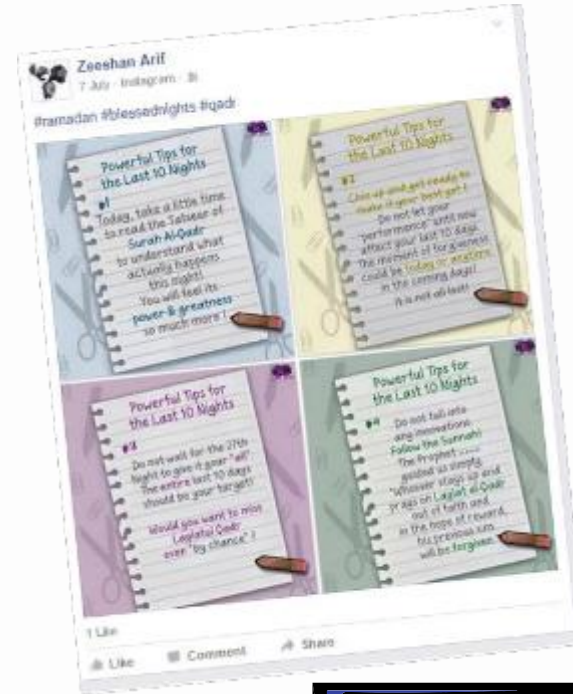 Zeeshan Arif
7 July · Instagram ·
#ramadan #blessednights #qadr
Powerful Tips for
the Last 10 Nights
#1
Today, take a little time
to read the Tafseer of
Surah Al-Qadr
to understand what
actually happens
this night!
You will feel its
power & greatness
so much more !
Powerful Tips for
the Last 10 Nights
#2
Chin up and get ready to
make it your best yet !
Do not let your
"performance" until now
affect your last 10 days.
The moment of forgiveness
could be today or anytime
in the coming days!
It is not all lost!
Powerful Tips for
the Last 10 Nights
#3
Do not wait for the 27th
Night to give it your "all"
The entire last 10 days
should be your target!
Would you want to miss
Laylatul Qadr
even "by chance" ?
Powerful Tips for
the Last 10 Nights
#4
Do not fall into
any innovations
Follow the Sunnah!
The Prophet
guided us simply,
"Whoever stays up and
prays on Laylat al-Qadr
out of faith and
in the hope of reward,
his previous sins
will be forgiven.
1 Like
Like Comment Share